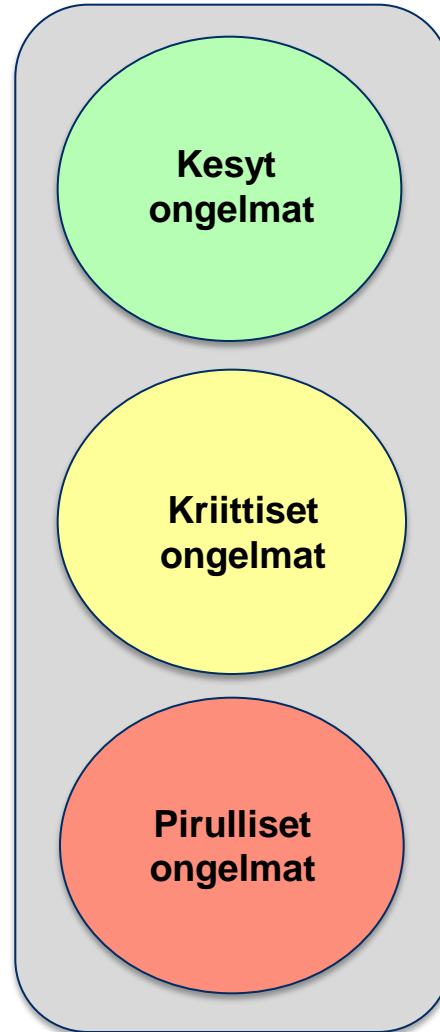 Kesyt
ongelmat
Kriittiset
ongelmat
Pirulliset
ongelmat